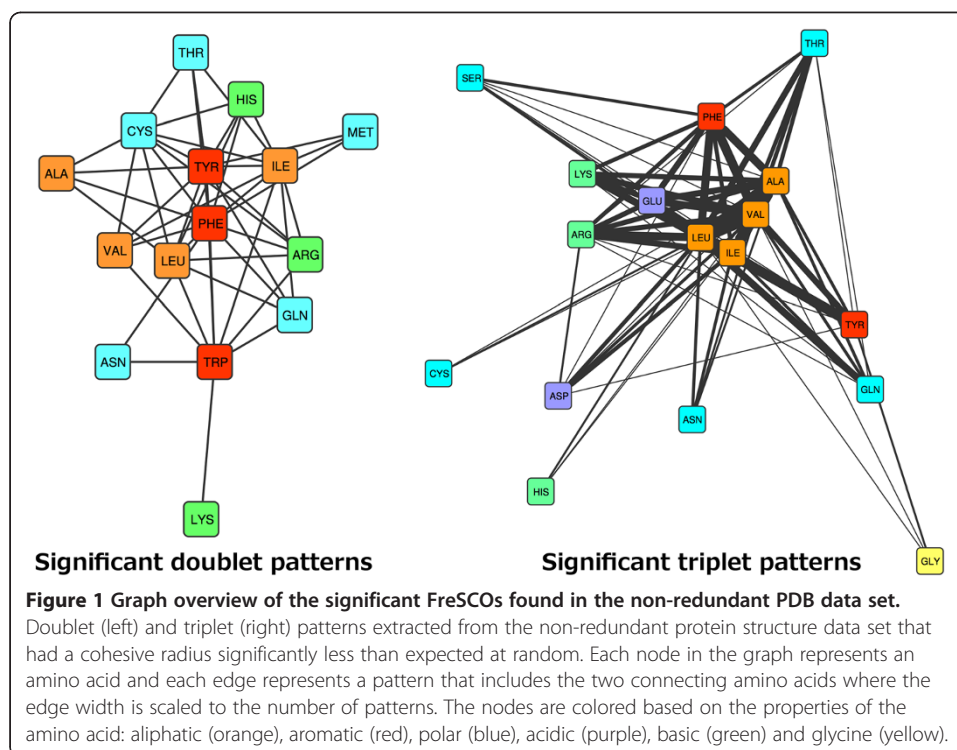 THR
HIS
CYS
MET
TYR
ILE
ALA
PHE
VAL
LEU
ARG
GLN
ASN
TRP
LYS
Significant doublet patterns
THR
SER
PHE
LYS
ALA
GLU
VAL
ARG
LEU
ILE
TYR
CYS
GLN
ASP
ASN
HIS
GLY
Significant triplet patterns
Figure 1 Graph overview of the significant FreSCOs found in the non-redundant PDB data set.
Doublet (left) and triplet (right) patterns extracted from the non-redundant protein structure data set that
had a cohesive radius significantly less than expected at random. Each node in the graph represents an
amino acid and each edge represents a pattern that includes the two connecting amino acids where the
edge width is scaled to the number of patterns. The nodes are colored based on the properties of the
amino acid: aliphatic (orange), aromatic (red), polar (blue), acidic (purple), basic (green) and glycine (yellow).